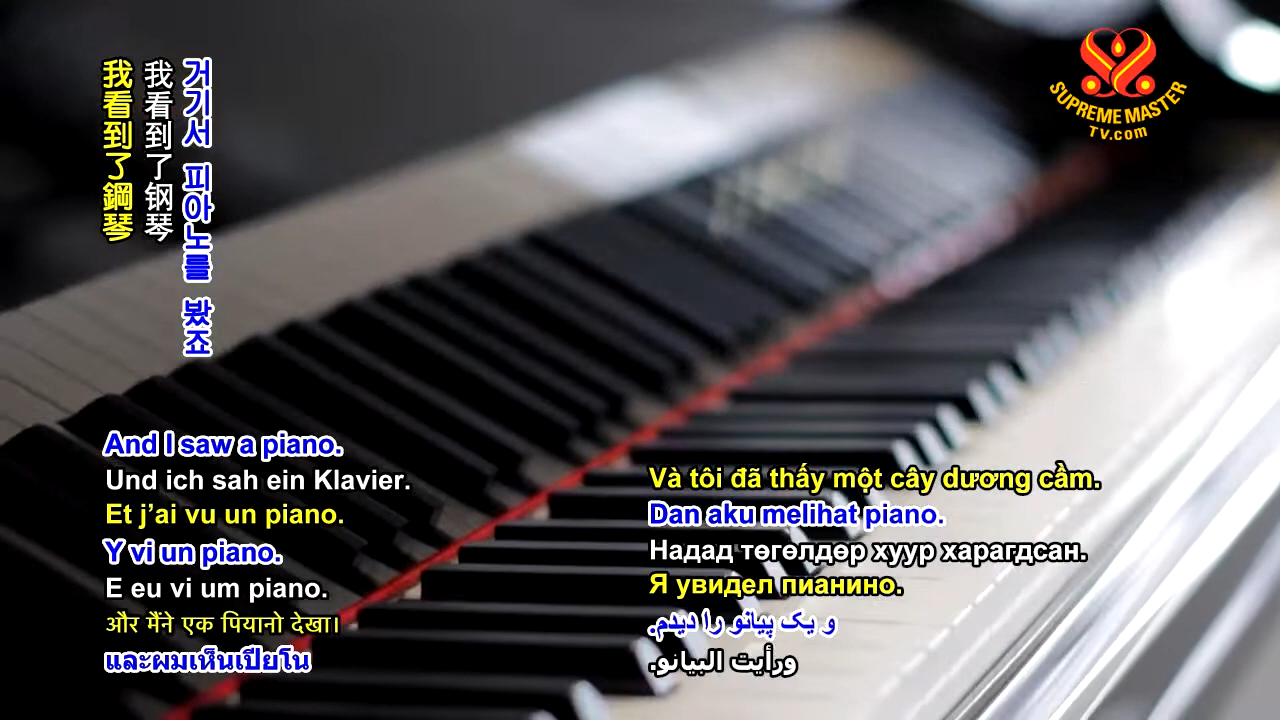 我看到了鋼琴
我看到了钢琴
거기서 피아노를 봤죠
SUPREME MASTER
TV.com
And I saw a piano.
Und ich sah ein Klavier.
Et j’ai vu un piano.
Y vi un piano.
E eu vi um piano.
और मैंने एक पियानो देखा।
และผมเห็นเปียโน
Và tôi đã thấy một cây dương cầm.
Dan aku melihat piano.
Надад төгөлдөр хуур харагдсан.
Я увидел пианино.
و یک پیانو را دیدم.
ورأيت البيانو.